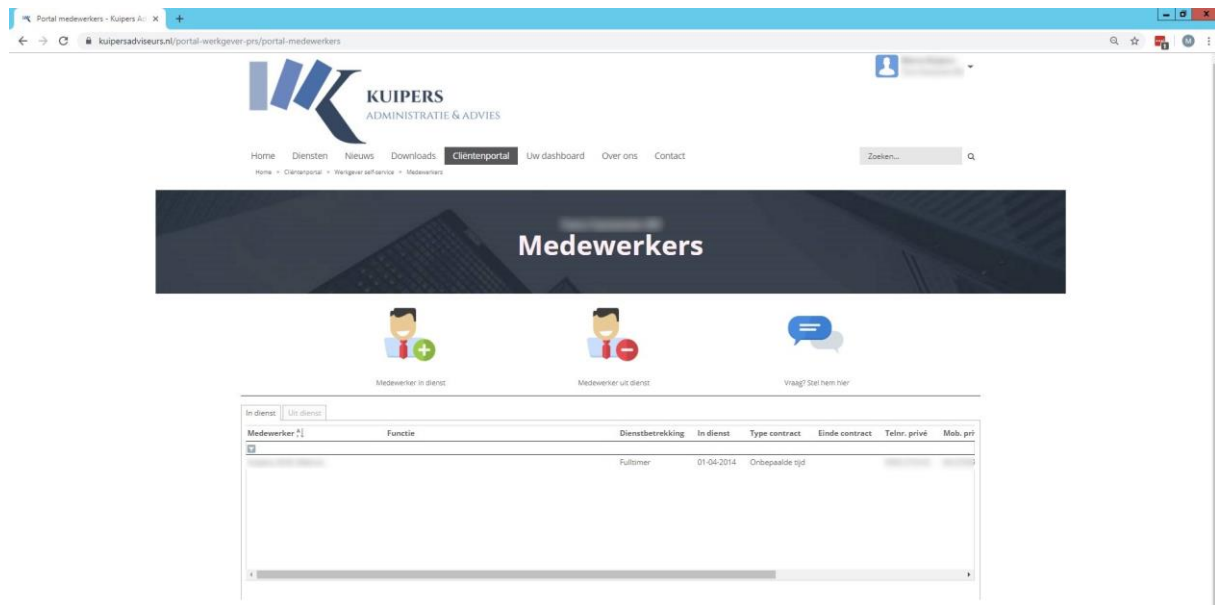 Portal medewerkers - Kuipers Ad
kuipersadviseurs.nl/portal-werkgever-prs/portal-medewerkers
M
KUIPERS
ADMINISTRATIE & ADVIES
Home Diensten Nieuws Downloads Cliëntenportal Uw dashboard Over ons Contact
Zoeken...
Home > Cliëntenportal > Werkgever selfservice > Medewerkers
Medewerkers
Medewerker in dienst Medewerker uit dienst Vraag? Stel hem hier
In dienst Uit dienst
Medewerker Functie Dienstbetrekking In dienst Type contract Einde contract Telnr. privé Mob. pri
Fulltimer 01-04-2014 Onbepaalde tijd